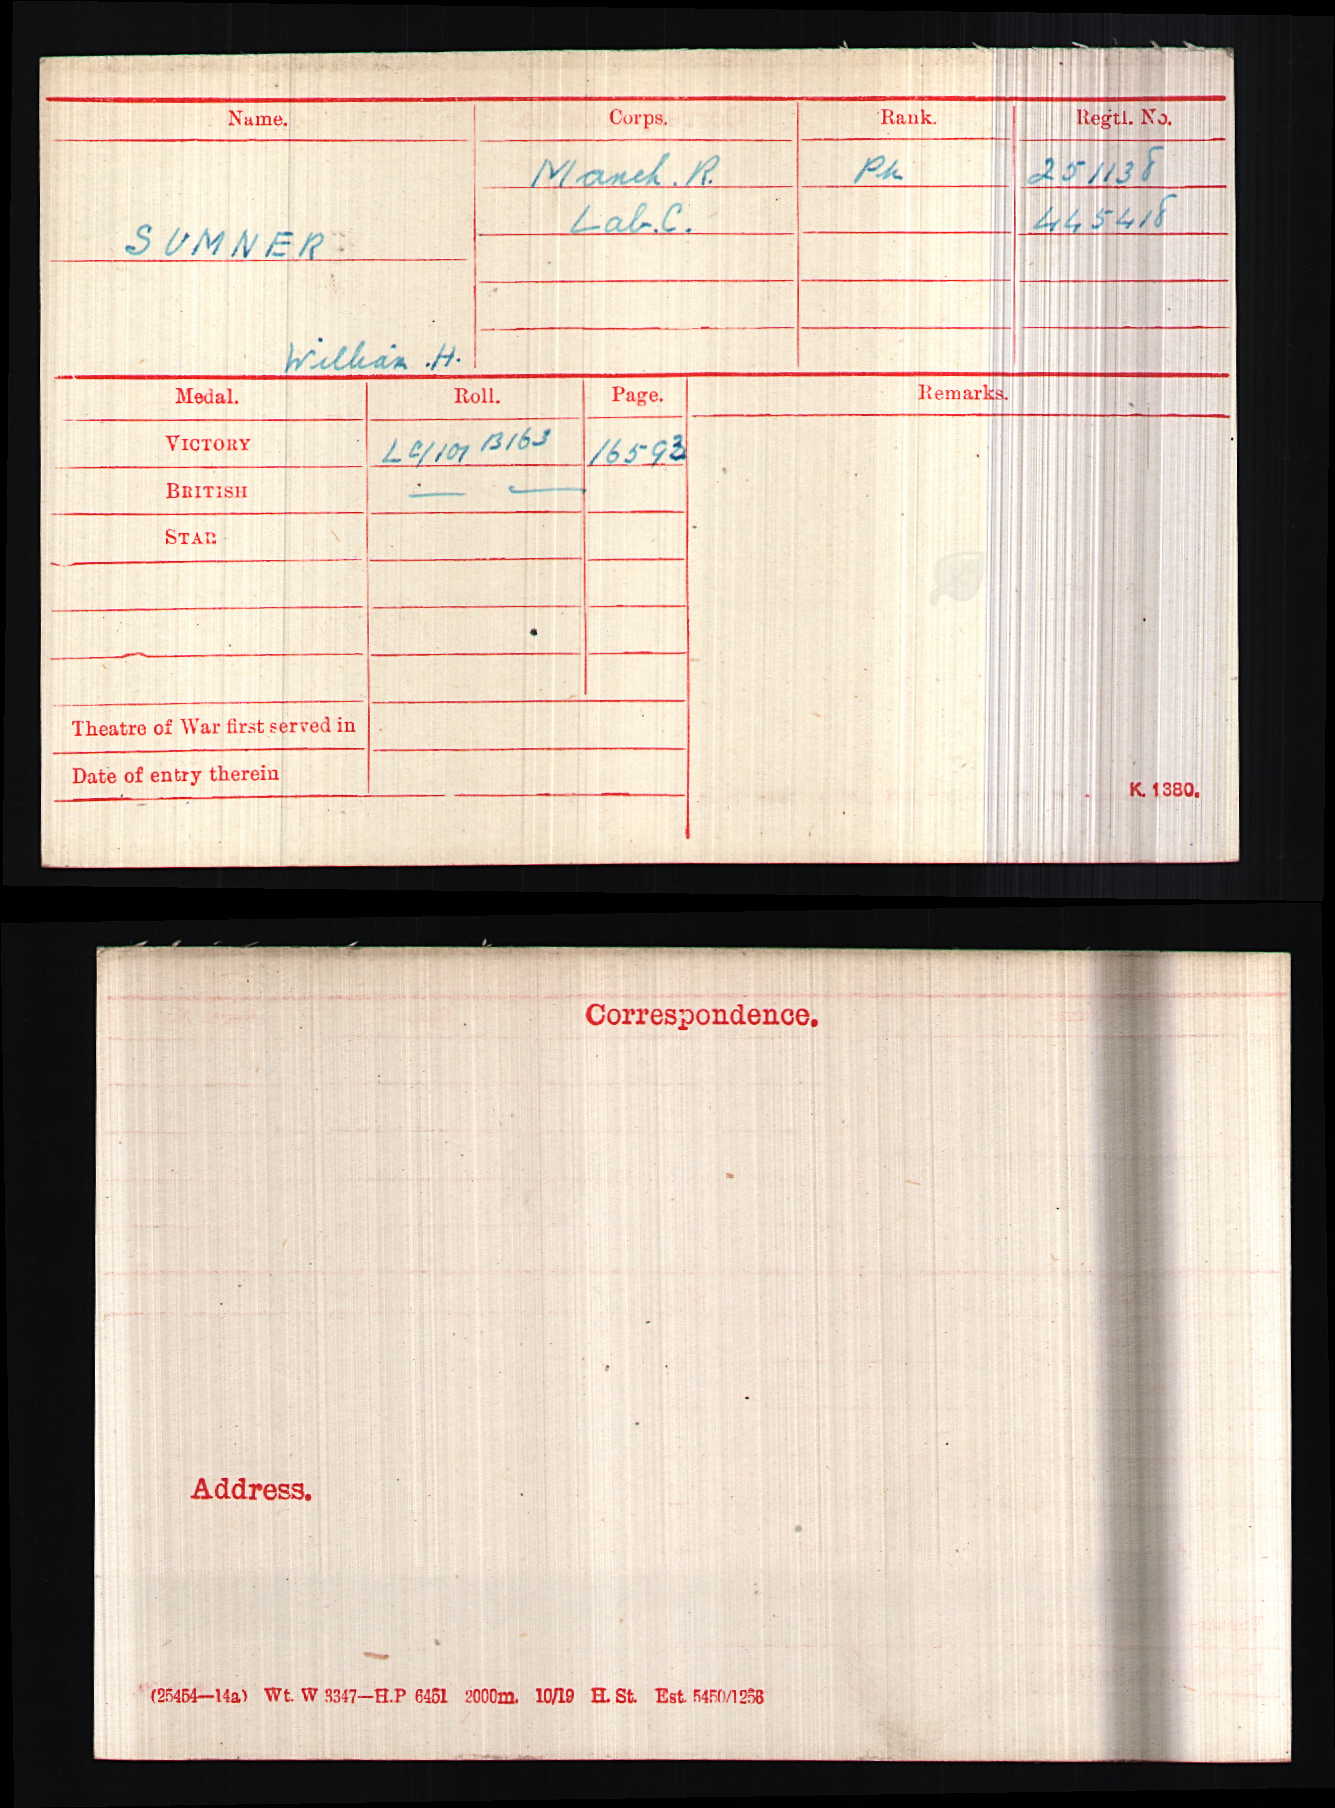 Name. Corps. Rank. Regtl. No.
Manch. R. Pte 251138
Lab. C. 445418
SUMNER
William .H.
Medal. Roll. Page. Remarks.
VICTORY LC/101 B163 16593
BRITISH — —
STAR
Theatre of War first served in
Date of entry therein
K. 1380.
Correspondence.
Address.
(25454—14a) Wt. W 3347—H.P 6451 2000m. 10/19 H. St. Est. 5450/1256